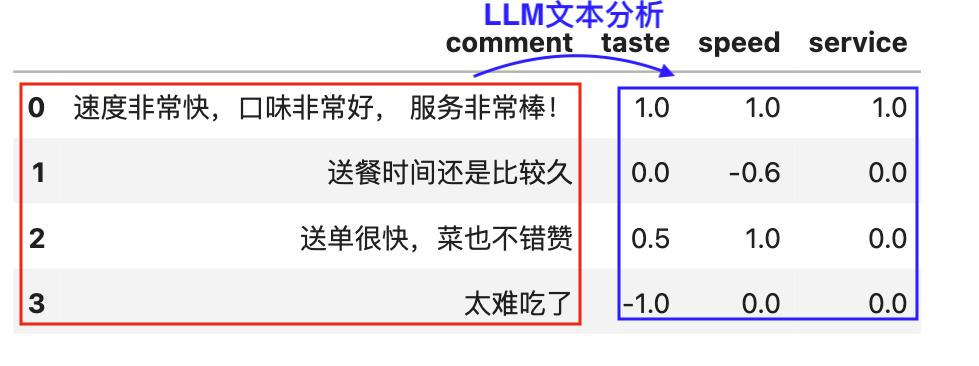 LLM文本分析
comment taste speed service
0 速度非常快，口味非常好， 服务非常棒！ 1.0 1.0 1.0
1 送餐时间还是比较久 0.0 -0.6 0.0
2 送单很快，菜也不错赞 0.5 1.0 0.0
3 太难吃了 -1.0 0.0 0.0